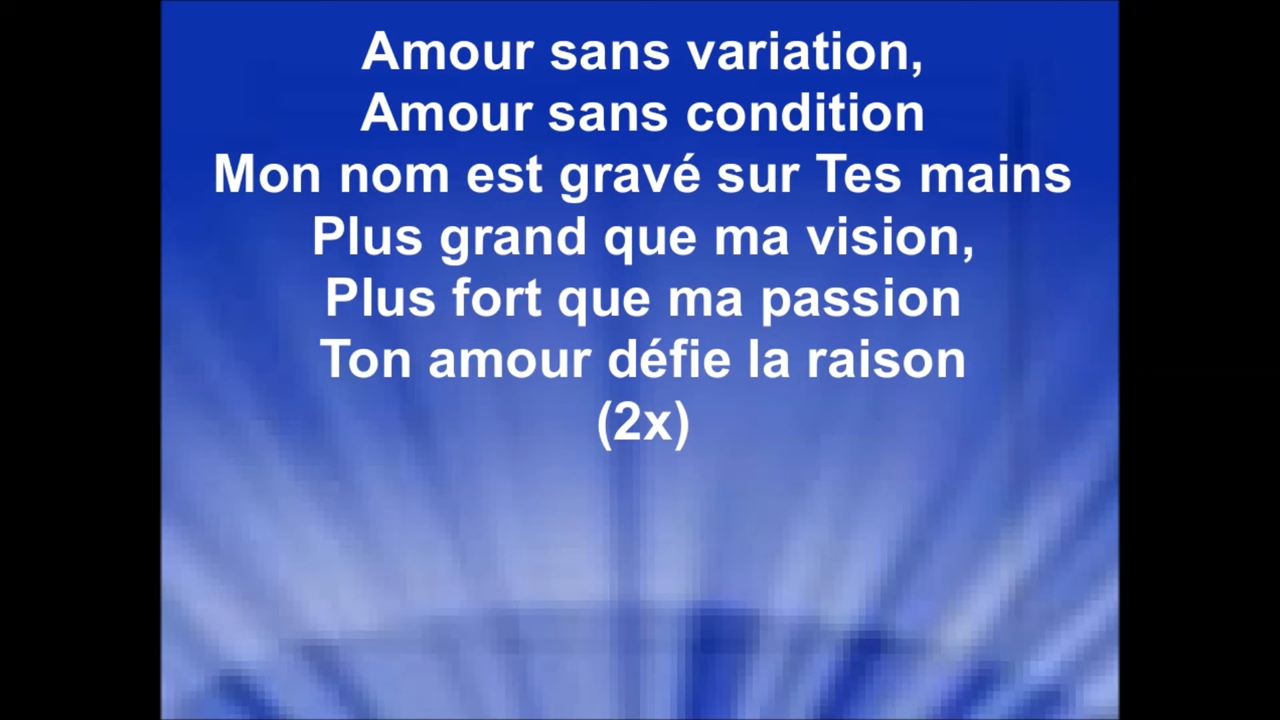 Amour sans variation,
Amour sans condition
Mon nom est gravé sur Tes mains
Plus grand que ma vision,
Plus fort que ma passion
Ton amour défie la raison
(2x)